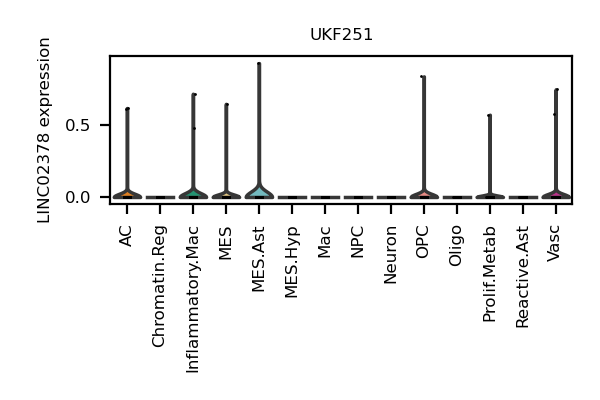 UKF251
LINC02378 expression
0.5
0.0
AC
Chromatin.Reg
Inflammatory.Mac
MES
MES.Ast
MES.Hyp
Mac
NPC
Neuron
OPC
Oligo
Prolif.Metab
Reactive.Ast
Vasc